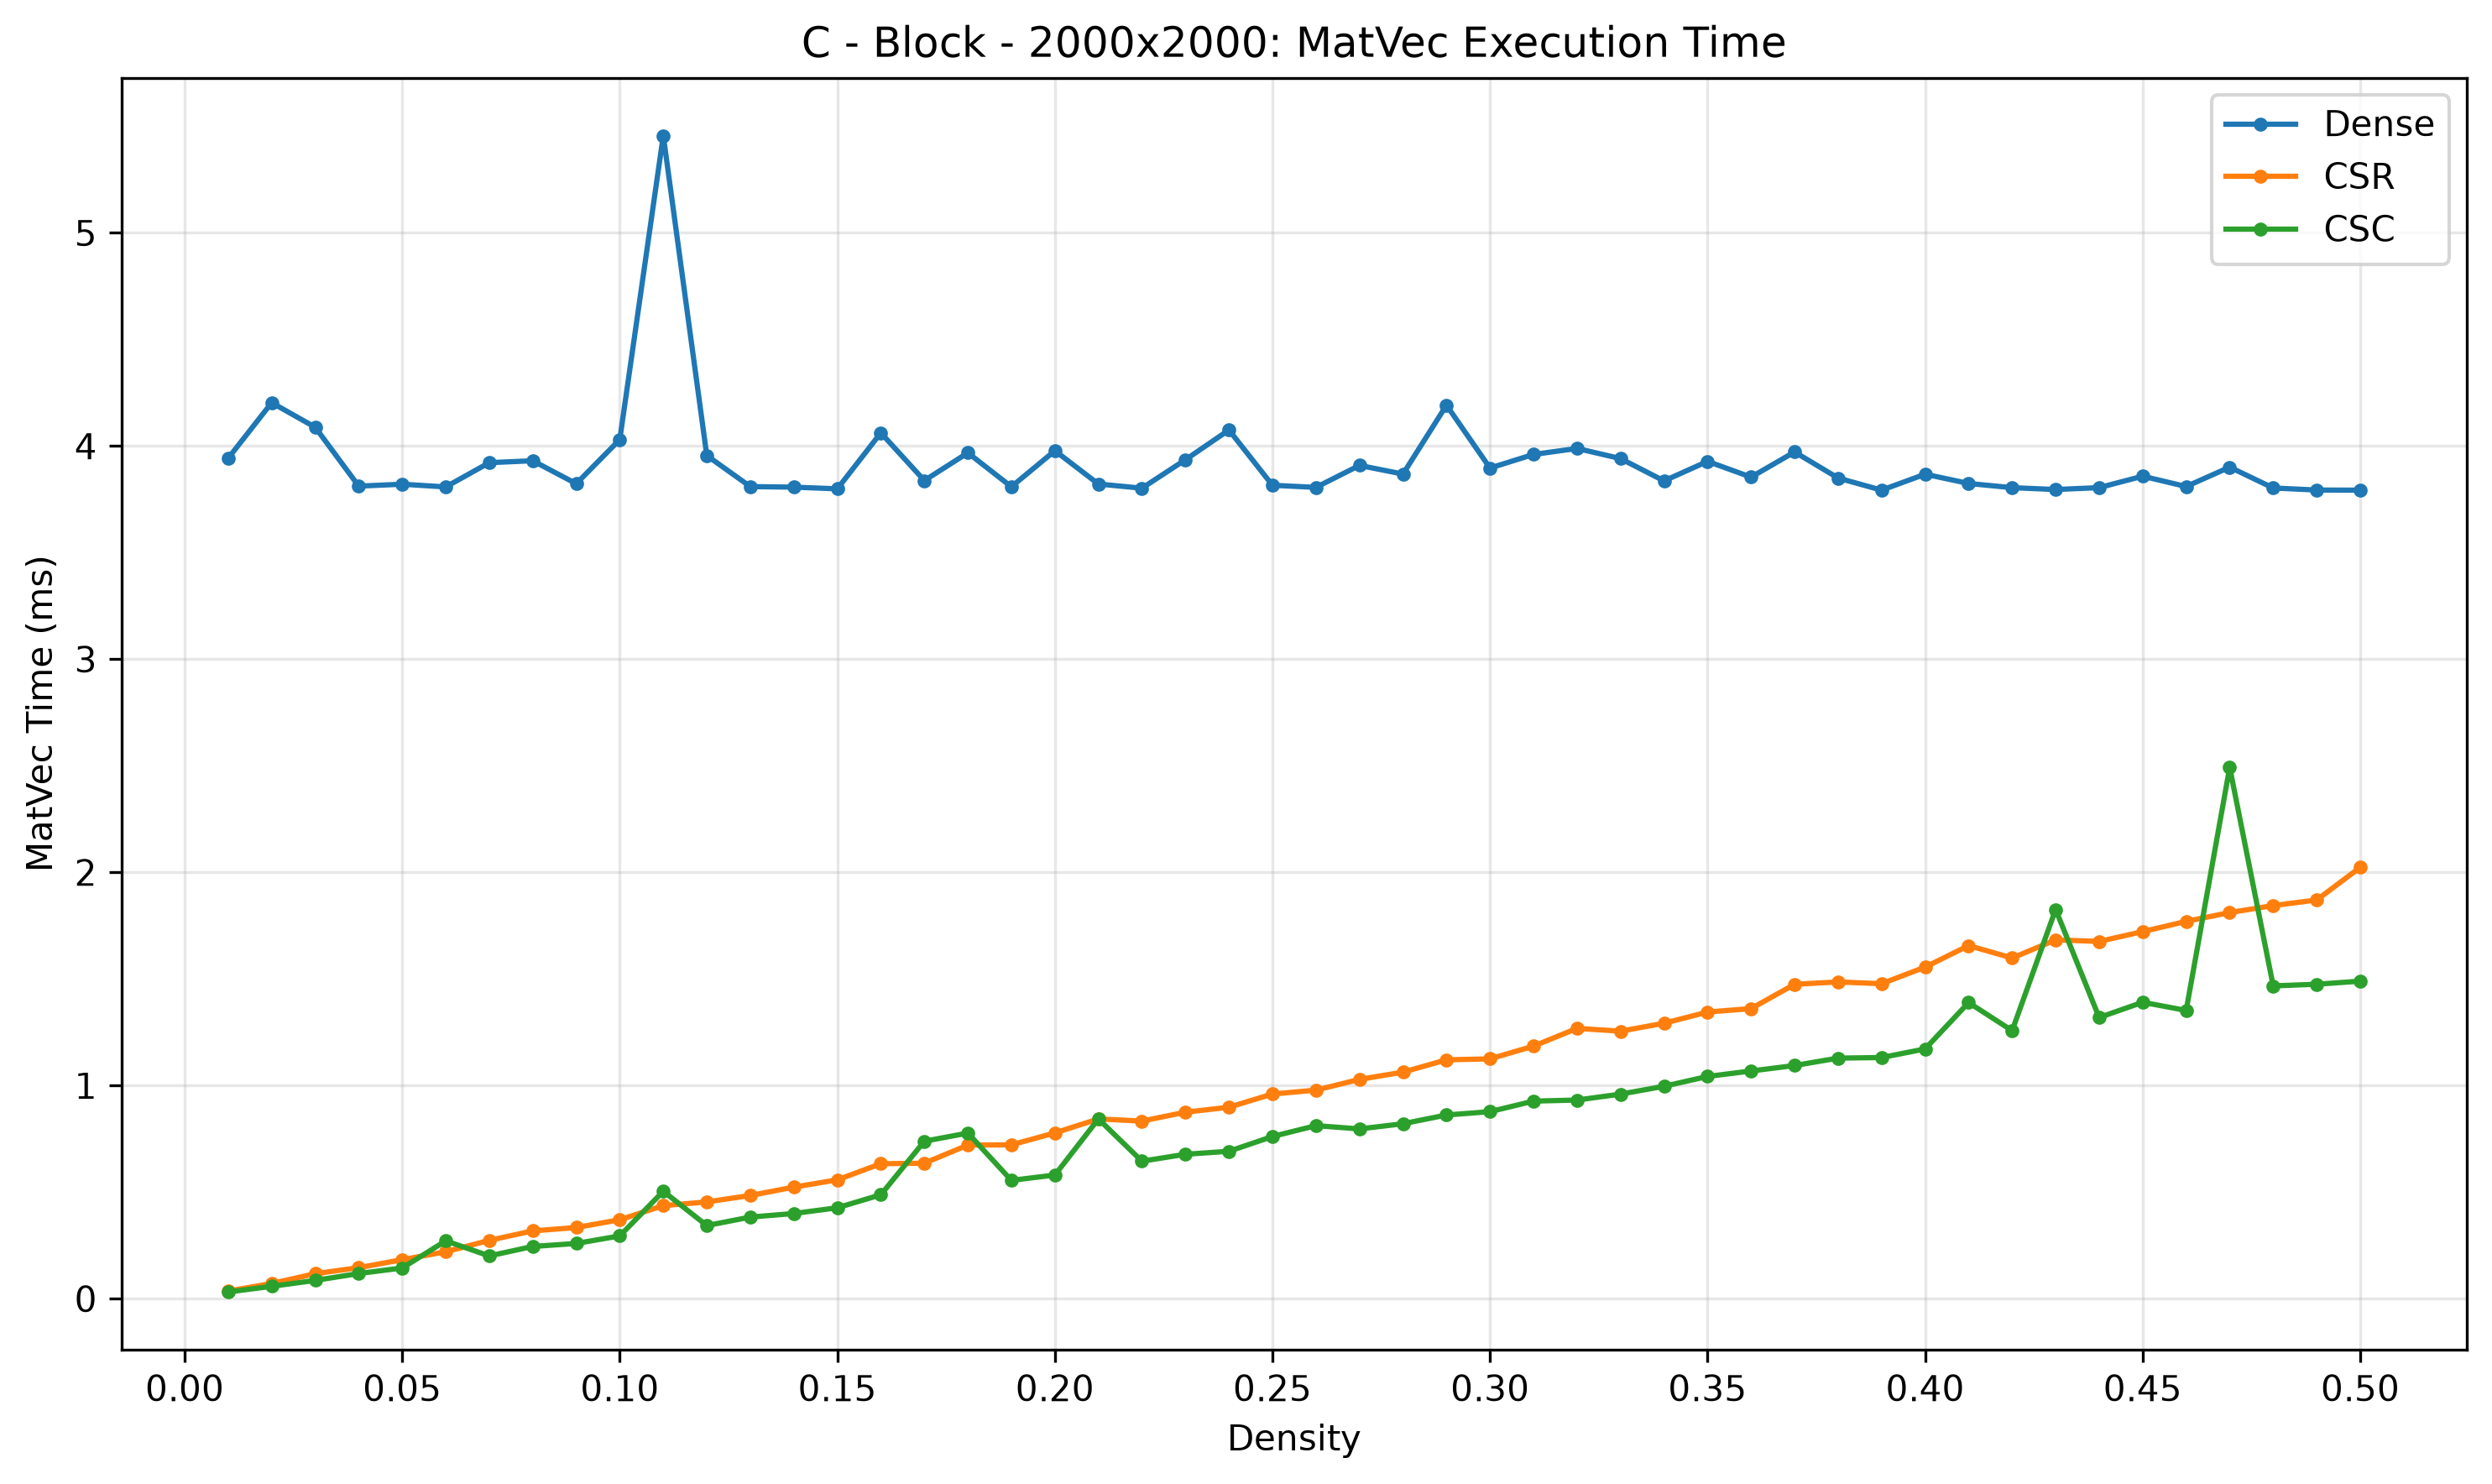 C - Block - 2000x2000: MatVec Execution Time
Dense
CSR
CSC
MatVec Time (ms)
5
4
3
2
1
0
0.00 0.05 0.10 0.15 0.20 0.25 0.30 0.35 0.40 0.45 0.50
Density